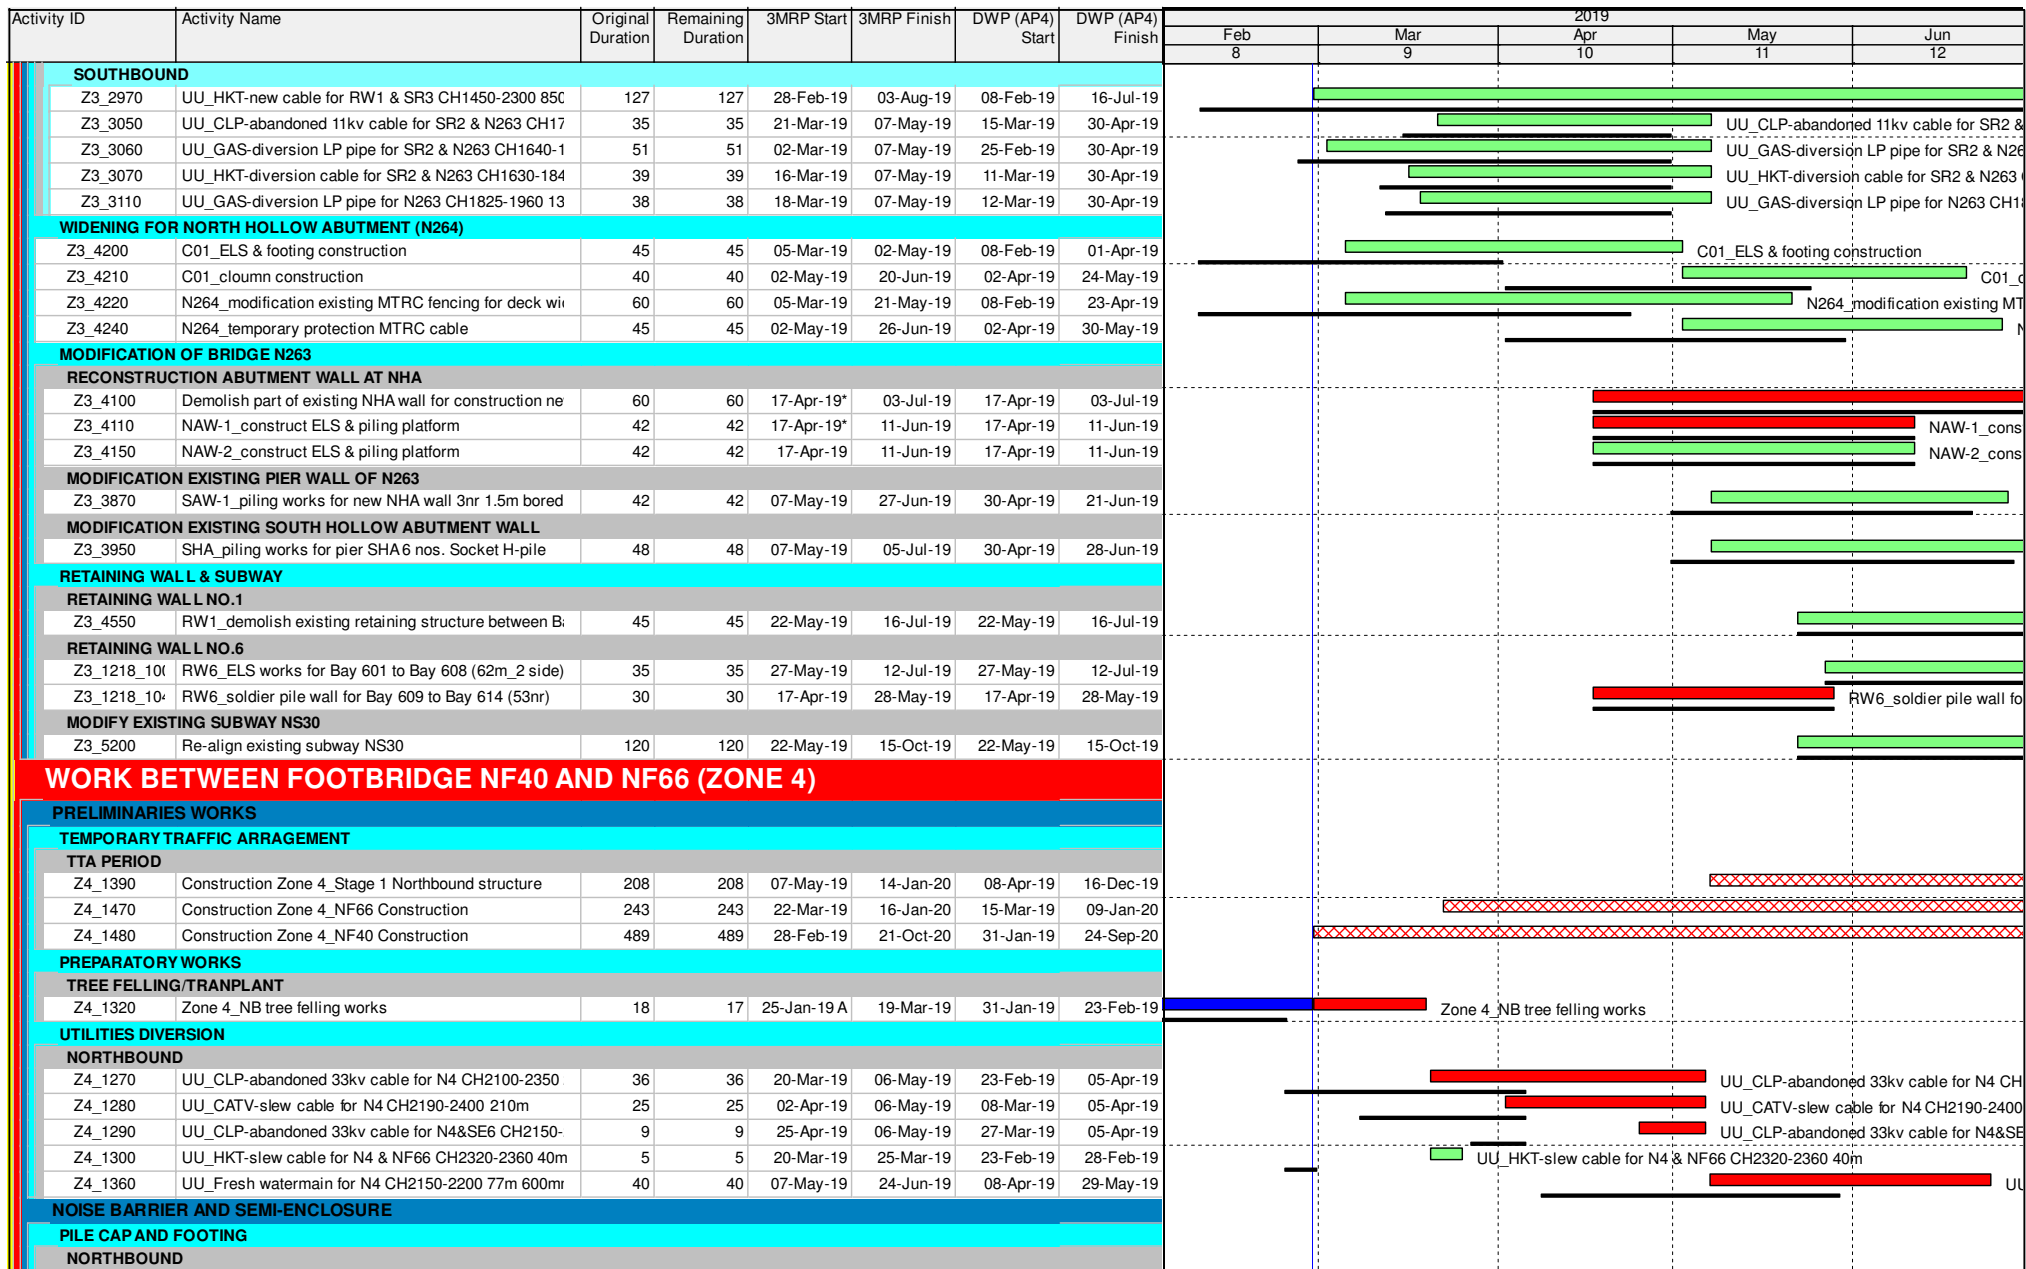 Activity ID Activity Name Original Duration Remaining Duration 3MRP Start 3MRP Finish DWP (AP4) Start DWP (AP4) Finish 2019
Feb Mar Apr May Jun
8 9 10 11 12
SOUTHBOUND
Z3_2970 UU_HKT-new cable for RW1 & SR3 CH1450-2300 850 127 127 28-Feb-19 03-Aug-19 08-Feb-19 16-Jul-19
Z3_3050 UU_CLP-abandoned 11kv cable for SR2 & N263 CH17 35 35 21-Mar-19 07-May-19 15-Mar-19 30-Apr-19 UU_CLP-abandoned 11kv cable for SR2 &
Z3_3060 UU_GAS-diversion LP pipe for SR2 & N263 CH1640-1 51 51 02-Mar-19 07-May-19 25-Feb-19 30-Apr-19 UU_GAS-diversion LP pipe for SR2 & N26
Z3_3070 UU_HKT-diversion cable for SR2 & N263 CH1630-184 39 39 16-Mar-19 07-May-19 11-Mar-19 30-Apr-19 UU_HKT-diversion cable for SR2 & N263
Z3_3110 UU_GAS-diversion LP pipe for N263 CH1825-1960 13 38 38 18-Mar-19 07-May-19 12-Mar-19 30-Apr-19 UU_GAS-diversion LP pipe for N263 CH1
WIDENING FOR NORTH HOLLOW ABUTMENT (N264)
Z3_4200 C01_ELS & footing construction 45 45 05-Mar-19 02-May-19 08-Feb-19 01-Apr-19 C01_ELS & footing construction
Z3_4210 C01_cloumn construction 40 40 02-May-19 20-Jun-19 02-Apr-19 24-May-19 C01_c
Z3_4220 N264_modification existing MTRC fencing for deck wi 60 60 05-Mar-19 21-May-19 08-Feb-19 23-Apr-19 N264_modification existing MT
Z3_4240 N264_temporary protection MTRC cable 45 45 02-May-19 26-Jun-19 02-Apr-19 30-May-19
MODIFICATION OF BRIDGE N263
RECONSTRUCTION ABUTMENT WALL AT NHA
Z3_4100 Demolish part of existing NHA wall for construction ne 60 60 17-Apr-19* 03-Jul-19 17-Apr-19 03-Jul-19
Z3_4110 NAW-1_construct ELS & piling platform 42 42 17-Apr-19* 11-Jun-19 17-Apr-19 11-Jun-19 NAW-1_cons
Z3_4150 NAW-2_construct ELS & piling platform 42 42 17-Apr-19 11-Jun-19 17-Apr-19 11-Jun-19 NAW-2_cons
MODIFICATION EXISTING PIER WALL OF N263
Z3_3870 SAW-1_piling works for new NHA wall 3nr 1.5m bored 42 42 07-May-19 27-Jun-19 30-Apr-19 21-Jun-19
MODIFICATION EXISTING SOUTH HOLLOW ABUTMENT WALL
Z3_3950 SHA_piling works for pier SHA 6 nos. Socket H-pile 48 48 07-May-19 05-Jul-19 30-Apr-19 28-Jun-19
RETAINING WALL & SUBWAY
RETAINING WALL NO.1
Z3_4550 RW1_demolish existing retaining structure between Ba 45 45 22-May-19 16-Jul-19 22-May-19 16-Jul-19
RETAINING WALL NO.6
Z3_1218_10 RW6_ELS works for Bay 601 to Bay 608 (62m_2 side) 35 35 27-May-19 12-Jul-19 27-May-19 12-Jul-19
Z3_1218_10 RW6_soldier pile wall for Bay 609 to Bay 614 (53nr) 30 30 17-Apr-19 28-May-19 17-Apr-19 28-May-19 RW6_soldier pile wall fo
MODIFY EXISTING SUBWAY NS30
Z3_5200 Re-align existing subway NS30 120 120 22-May-19 15-Oct-19 22-May-19 15-Oct-19
WORK BETWEEN FOOTBRIDGE NF40 AND NF66 (ZONE 4)
PRELIMINARIES WORKS
TEMPORARY TRAFFIC ARRAGEMENT
TTA PERIOD
Z4_1390 Construction Zone 4_Stage 1 Northbound structure 208 208 07-May-19 14-Jan-20 08-Apr-19 16-Dec-19
Z4_1470 Construction Zone 4_NF66 Construction 243 243 22-Mar-19 16-Jan-20 15-Mar-19 09-Jan-20
Z4_1480 Construction Zone 4_NF40 Construction 489 489 28-Feb-19 21-Oct-20 31-Jan-19 24-Sep-20
PREPARATORY WORKS
TREE FELLING/TRANPLANT
Z4_1320 Zone 4_NB tree felling works 18 17 25-Jan-19 A 19-Mar-19 31-Jan-19 23-Feb-19 Zone 4_NB tree felling works
UTILITIES DIVERSION
NORTHBOUND
Z4_1270 UU_CLP-abandoned 33kv cable for N4 CH2100-2350 36 36 20-Mar-19 06-May-19 23-Feb-19 05-Apr-19 UU_CLP-abandoned 33kv cable for N4 CH
Z4_1280 UU_CATV-slew cable for N4 CH2190-2400 210m 25 25 02-Apr-19 06-May-19 08-Mar-19 05-Apr-19 UU_CATV-slew cable for N4 CH2190-2400
Z4_1290 UU_CLP-abandoned 33kv cable for N4&SE6 CH2150- 9 9 25-Apr-19 06-May-19 27-Mar-19 05-Apr-19 UU_CLP-abandoned 33kv cable for N4&SE
Z4_1300 UU_HKT-slew cable for N4 & NF66 CH2320-2360 40m 5 5 20-Mar-19 25-Mar-19 23-Feb-19 28-Feb-19 UU_HKT-slew cable for N4 & NF66 CH2320-2360 40m
Z4_1360 UU_Fresh watermain for N4 CH2150-2200 77m 600mm 40 40 07-May-19 24-Jun-19 08-Apr-19 29-May-19 UU
NOISE BARRIER AND SEMI-ENCLOSURE
PILE CAP AND FOOTING
NORTHBOUND